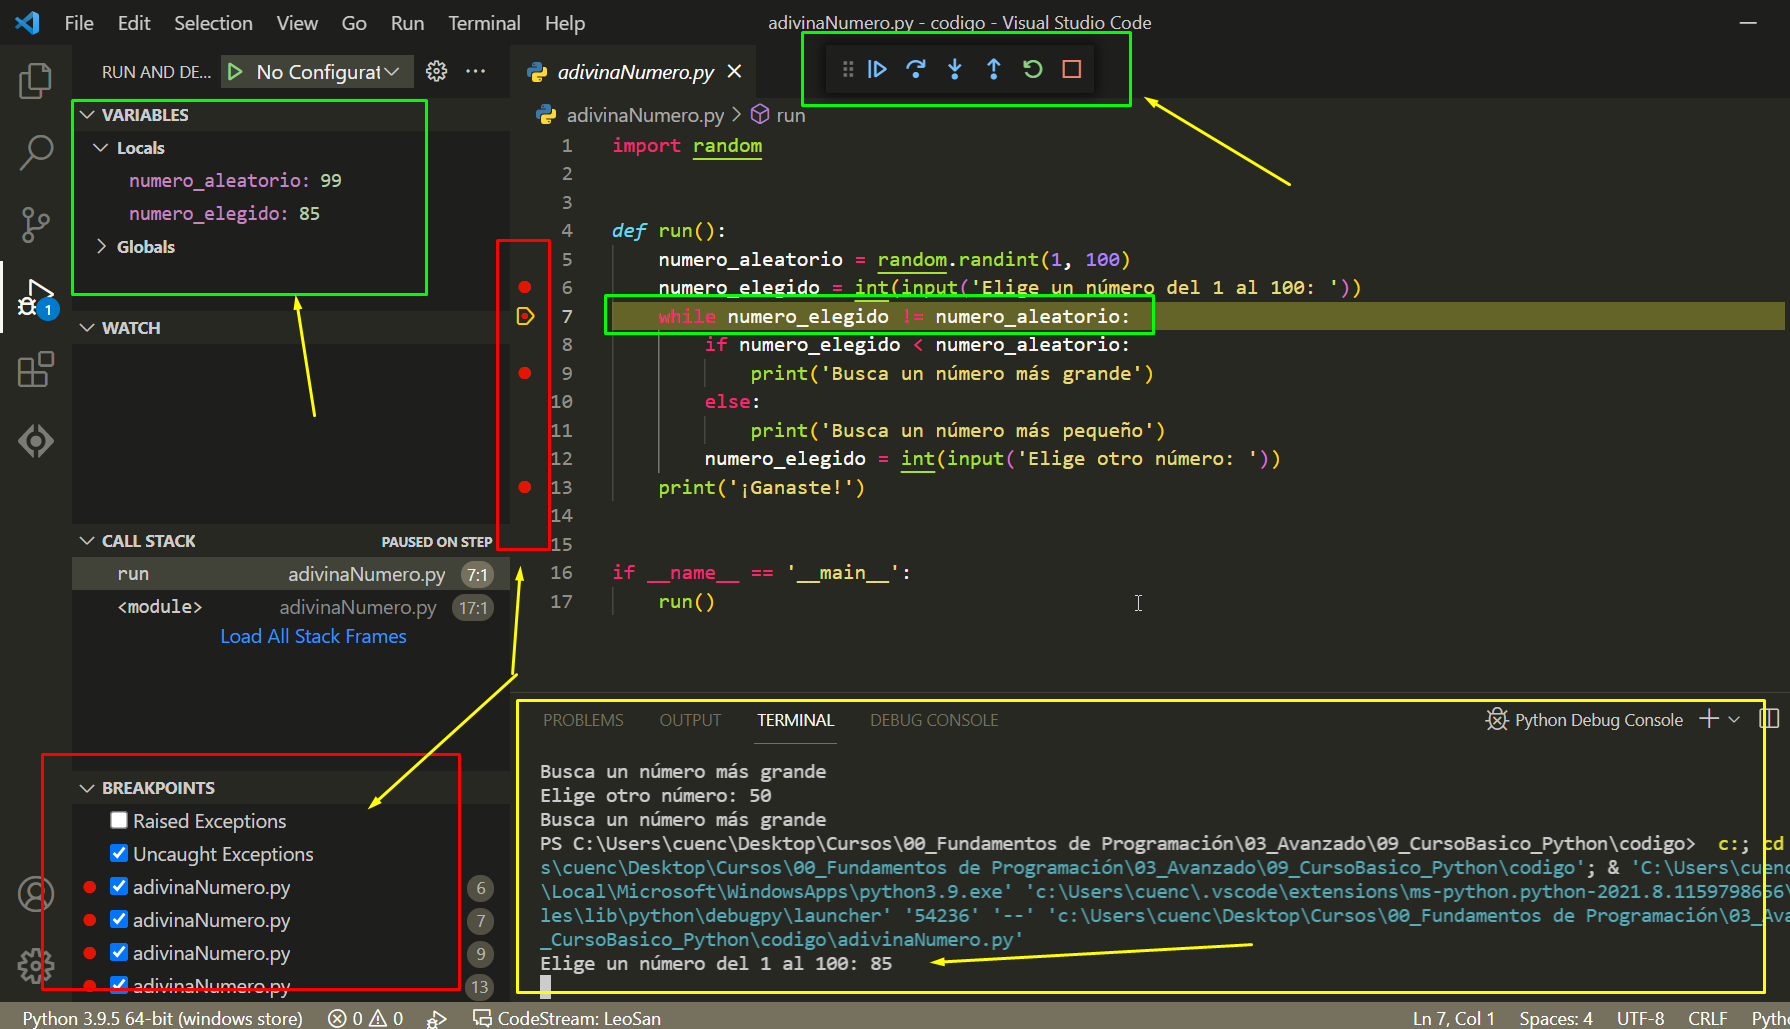 File Edit Selection View Go Run Terminal Help adivinaNumero.py - codigo - Visual Studio Code
RUN AND DE... No Configurat
adivinaNumero.py
VARIABLES
Locals
numero_aleatorio: 99
numero_elegido: 85
Globals
1
WATCH
CALL STACK PAUSED ON STEP
run adivinaNumero.py 7:1
<module> adivinaNumero.py 17:1
Load All Stack Frames
BREAKPOINTS
Raised Exceptions
Uncaught Exceptions
adivinaNumero.py 6
adivinaNumero.py 7
adivinaNumero.py 9
adivinaNumero.py 13
adivinaNumero.py > run
1 import random
2
3
4 def run():
5 numero_aleatorio = random.randint(1, 100)
6 numero_elegido = int(input('Elige un número del 1 al 100: '))
7 while numero_elegido != numero_aleatorio:
8 if numero_elegido < numero_aleatorio:
9 print('Busca un número más grande')
10 else:
11 print('Busca un número más pequeño')
12 numero_elegido = int(input('Elige otro número: '))
13 print('¡Ganaste!')
14
15
16 if __name__ == '__main__':
17 run()
PROBLEMS OUTPUT TERMINAL DEBUG CONSOLE Python Debug Console
Busca un número más grande
Elige otro número: 50
Busca un número más grande
PS C:\Users\cuenc\Desktop\Cursos\00_Fundamentos de Programación\03_Avanzado\09_CursoBasico_Python\codigo> c:; cd
s\cuenc\Desktop\Cursos\00_Fundamentos de Programación\03_Avanzado\09_CursoBasico_Python\codigo'; & 'C:\Users\cuenc
\Local\Microsoft\WindowsApps\python3.9.exe' 'c:\Users\cuenc\.vscode\extensions\ms-python.python-2021.8.1159798656\
les\lib\python\debugpy\launcher' '54236' '--' 'c:\Users\cuenc\Desktop\Cursos\00_Fundamentos de Programación\03_Ava
_CursoBasico_Python\codigo\adivinaNumero.py'
Elige un número del 1 al 100: 85
Python 3.9.5 64-bit (windows store) 0 0 CodeStream: LeoSan Ln 7, Col 1 Spaces: 4 UTF-8 CRLF Pytho